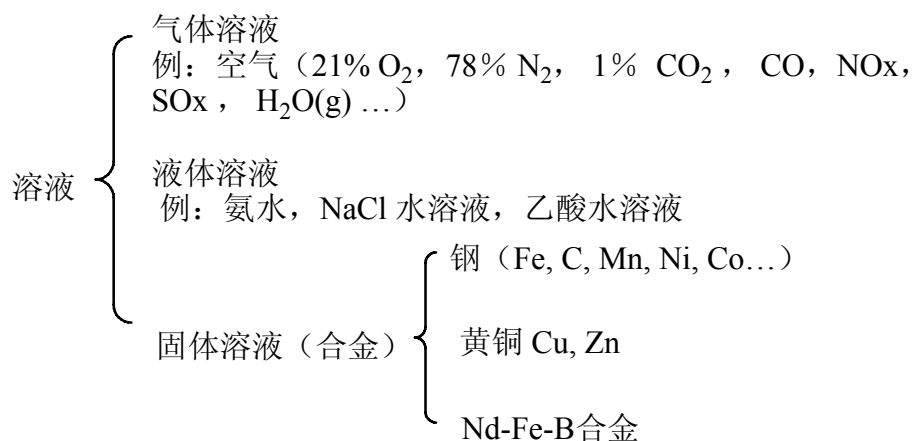 气体溶液
例：空气（21% O₂，78% N₂， 1% CO₂ ， CO，NOx，
SOx ， H₂O(g) …）
溶液
液体溶液
例：氨水，NaCl 水溶液，乙酸水溶液
钢（Fe, C, Mn, Ni, Co…）
固体溶液（合金）
黄铜 Cu, Zn
Nd-Fe-B合金